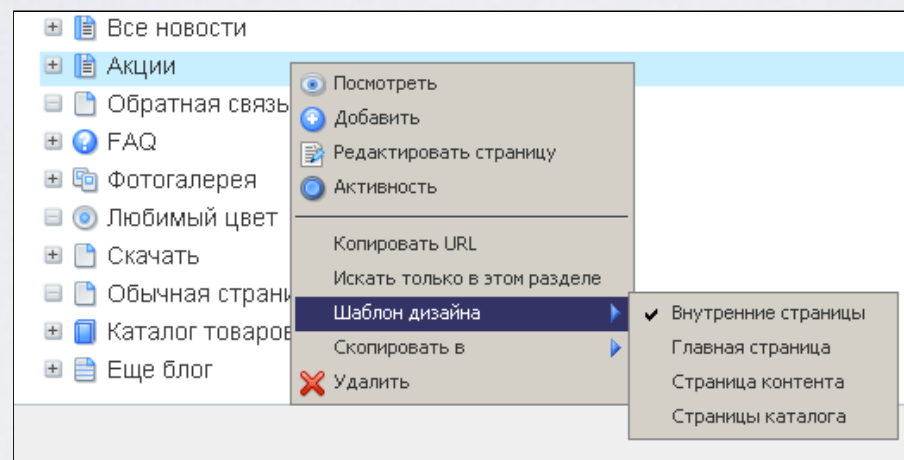 Все новости
Акции
Обратная связь
FAQ
Фотогалерея
Любимый цвет
Скачать
Обычная страни
Каталог товаров
Еще блог
Посмотреть
Добавить
Редактировать страницу
Активность
Копировать URL
Искать только в этом разделе
Шаблон дизайна
Скопировать в
Удалить
Внутренние страницы
Главная страница
Страница контента
Страницы каталога